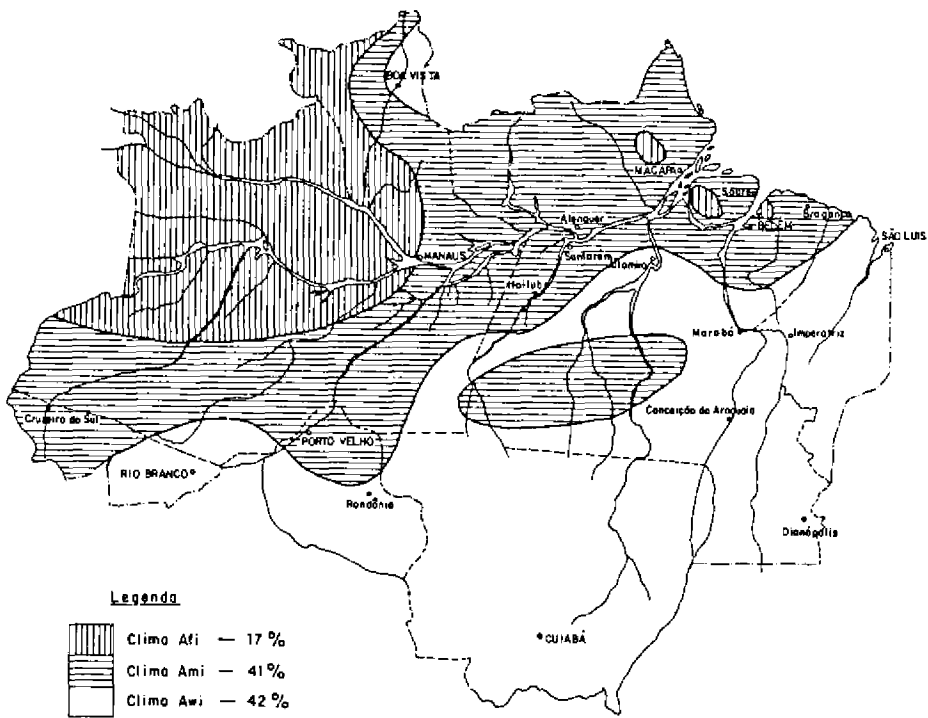 BOA VISTA
MACAPÁ
Soure
Alenquer
BELÉM
Bragança
SÃO LUIS
MANAUS
Santarém
Altamira
Itaituba
Marabá
Imperatriz
Cruzeiro do Sul
Conceição do Araguaia
PORTO VELHO
RIO BRANCO
Rondônia
Dianópolis
CUIABÁ
Legenda
Clima Afi — 17 %
Clima Ami — 41 %
Clima Awi — 42 %